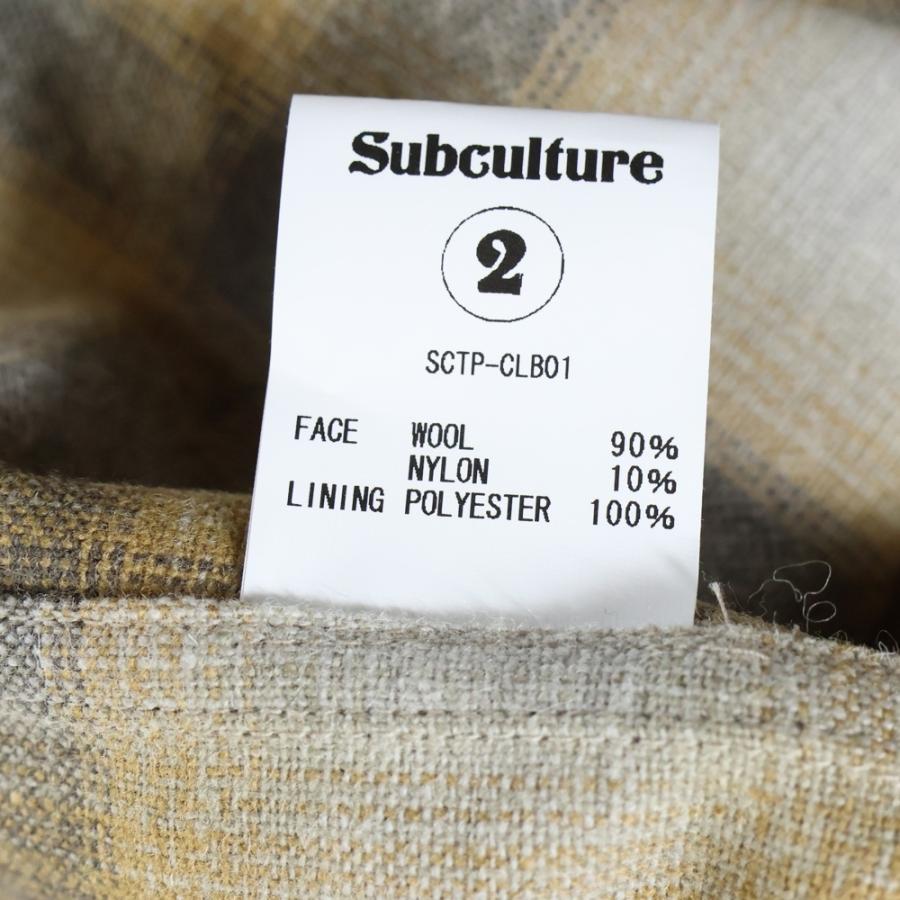 Subculture
2
SCTP-CLB01
FACE WOOL 90%
NYLON 10%
LINING POLYESTER 100%